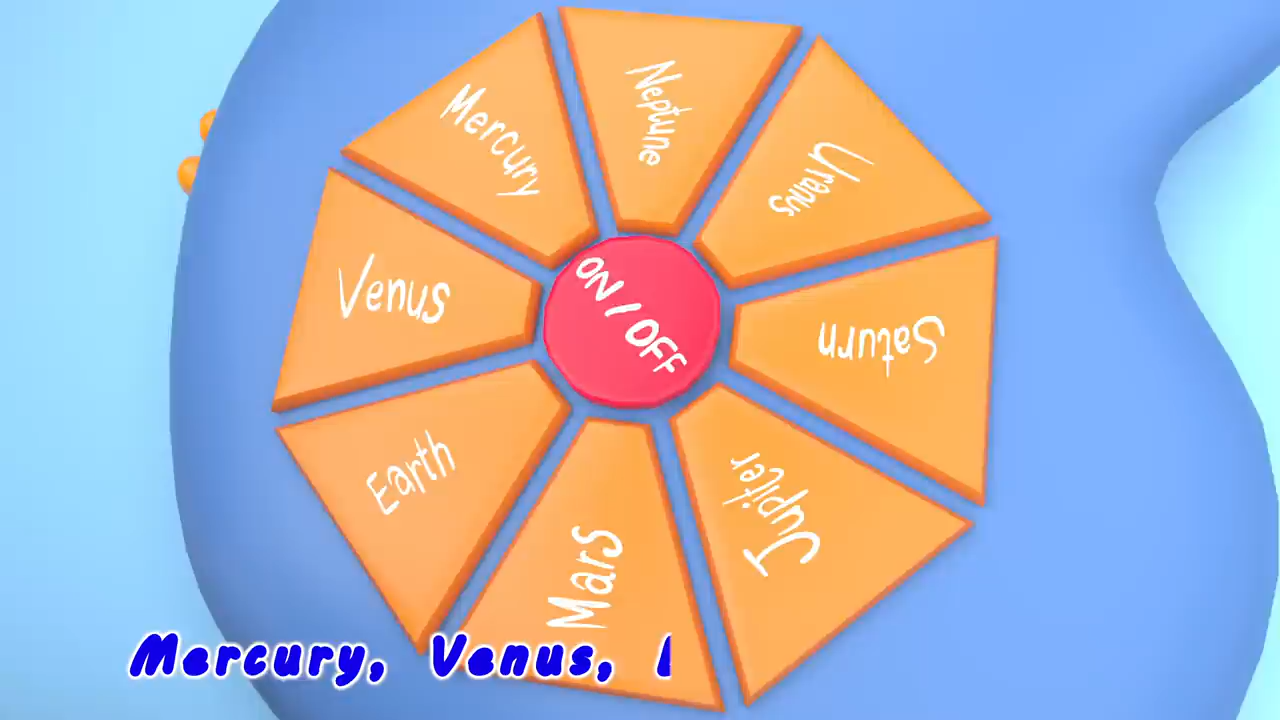 Neptune
Mercury
Uranus
Venus
ON/OFF
Saturn
Earth
Jupiter
Mars
Mercury, Venus,